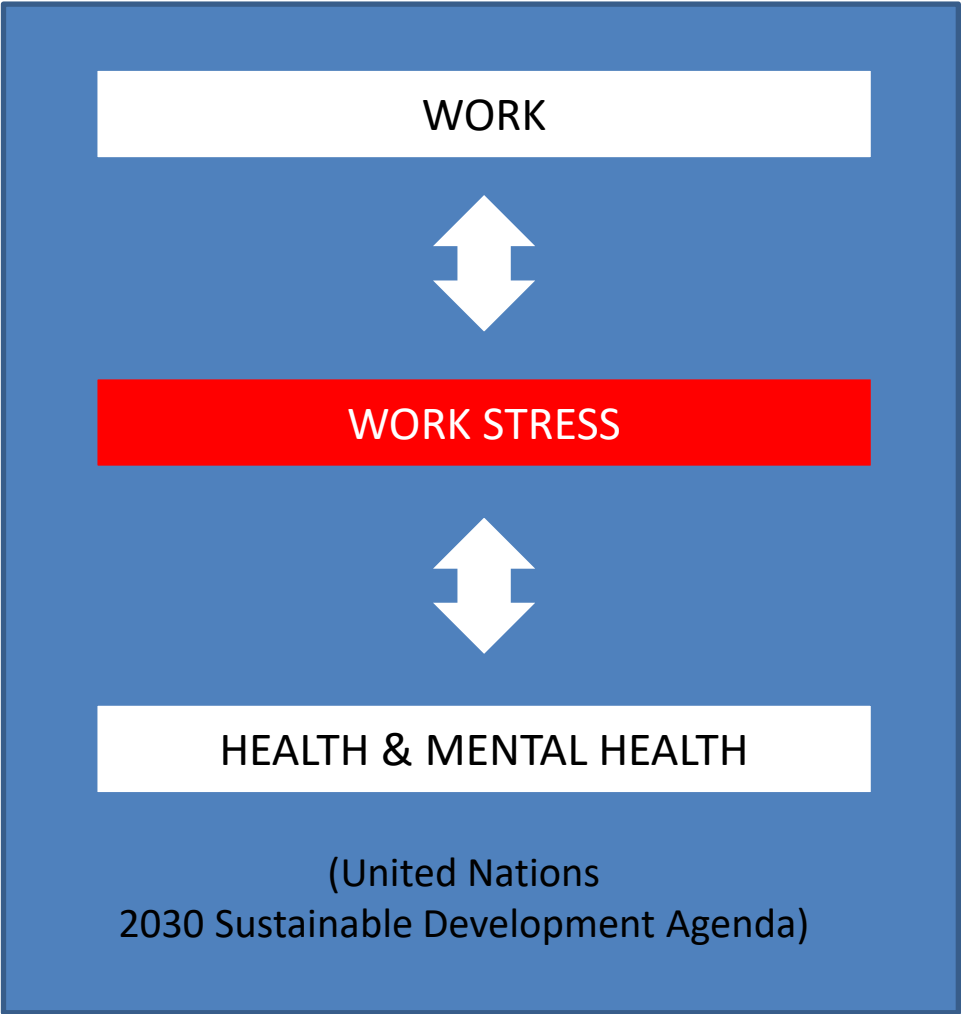 WORK
WORK STRESS
HEALTH & MENTAL HEALTH
(United Nations
2030 Sustainable Development Agenda)